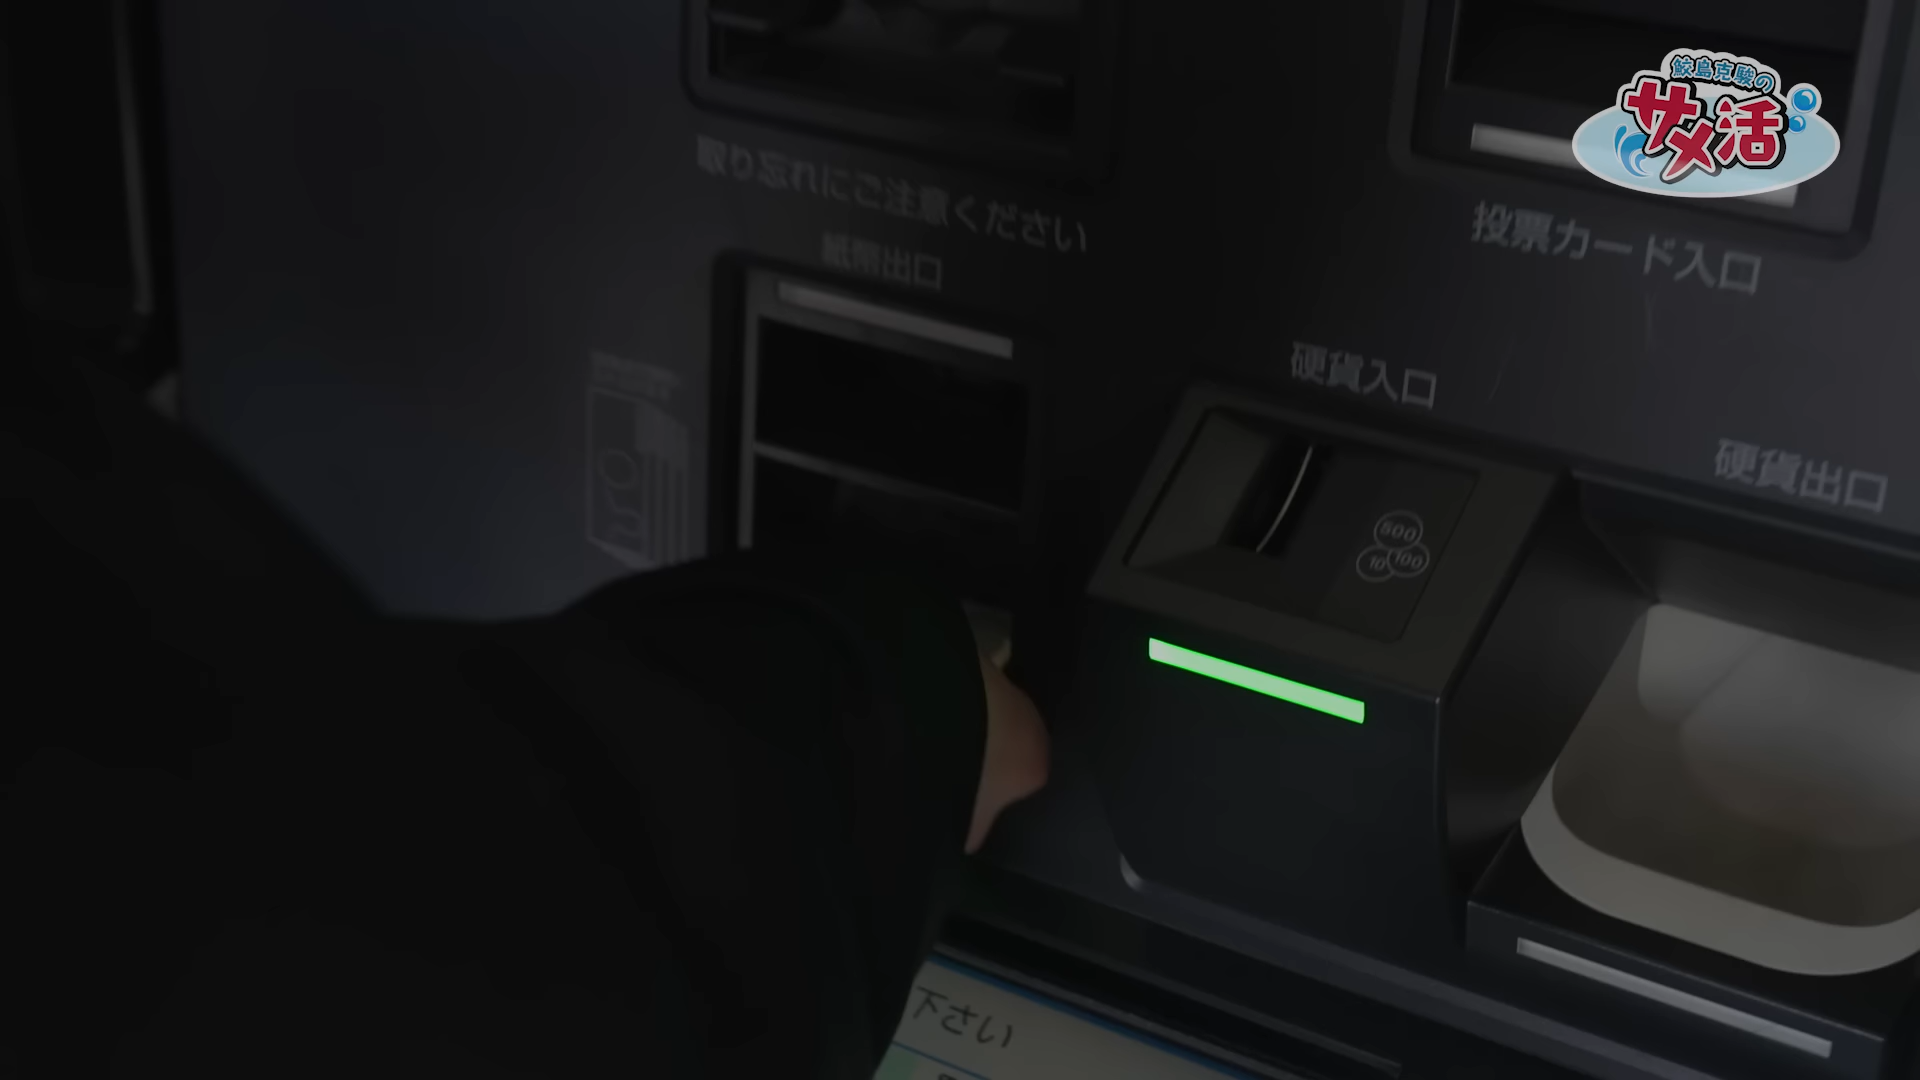 鮫島克駿の
サメ活
取り忘れにご注意ください
紙幣出口
投票カード入口
硬貨入口
硬貨出口
500
10 100
下さい